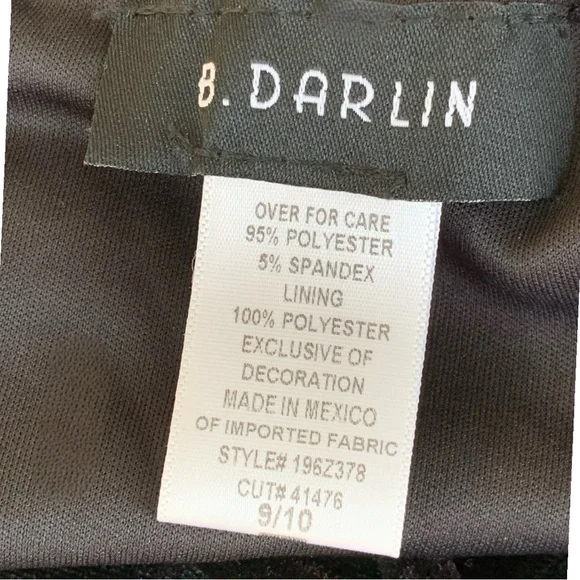 B. DARLIN
OVER FOR CARE
95% POLYESTER
5% SPANDEX
LINING
100% POLYESTER
EXCLUSIVE OF
DECORATION
MADE IN MEXICO
OF IMPORTED FABRIC
STYLE# 196Z378
CUT# 41476
9/10